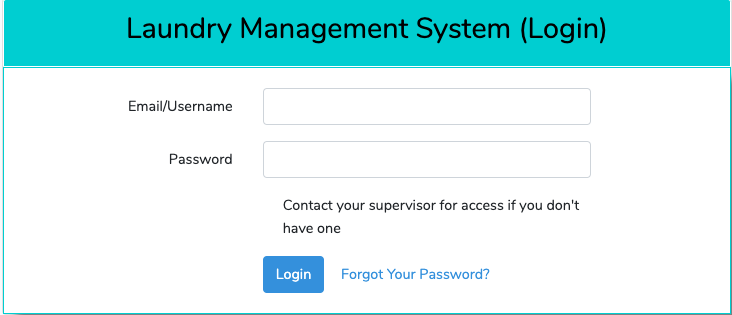 Laundry Management System (Login)
Email/Username
Password
Contact your supervisor for access if you don't
have one
Login Forgot Your Password?